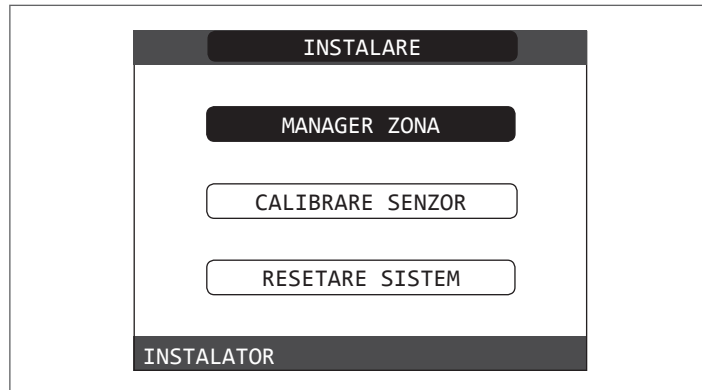 INSTALARE
MANAGER ZONA
CALIBRARE SENZOR
RESETARE SISTEM
INSTALATOR